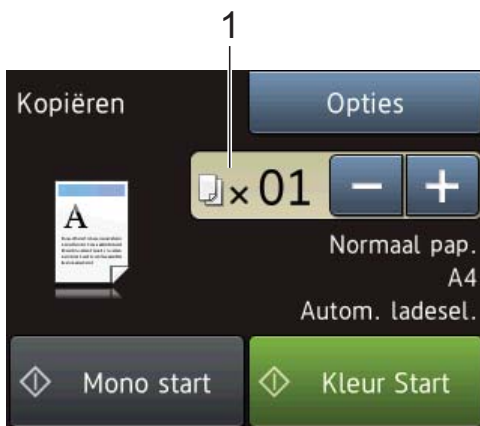 1
Kopiëren
Opties
× 01 − +
A
Normaal pap.
A4
Autom. ladesel.
Mono start
Kleur Start